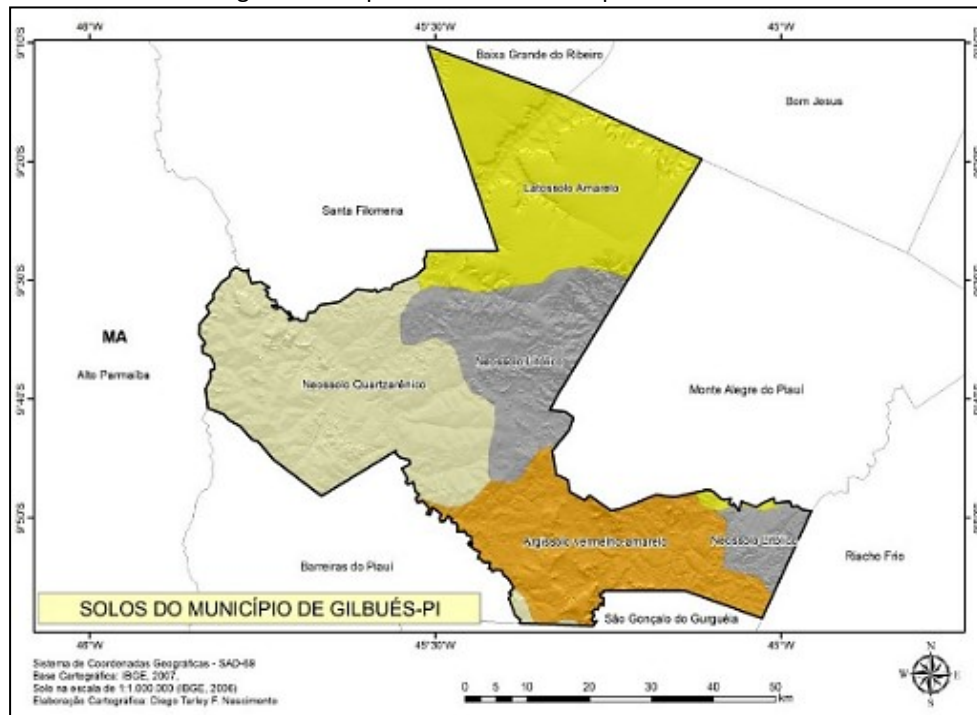 46°W 45°30'W 45°W
9°10'S
9°20'S
9°30'S
9°40'S
9°50'S
Baixa Grande do Ribeiro
Bom Jesus
Latossolo Amarelo
Santa Filomena
MA
Alto Parnaíba
Neossolo Litólico
Neossolo Quartzarênico
Monte Alegre do Piauí
Argissolo vermelho-amarelo
Neossolo Litólico
Barreiras do Piauí
Riacho Frio
SOLOS DO MUNICÍPIO DE GILBUÉS-PI
São Gonçalo do Gurguéia
46°W 45°30'W 45°W
Sistema de Coordenadas Geográficas - SAD-69
Base Cartográfica: IBGE, 2007.
Solo na escala de 1:1.000.000 (IBGE, 2006)
Elaboração Cartográfica: Diego Tarley F. Nascimento
0 5 10 20 30 40 50
km
N
W E
S